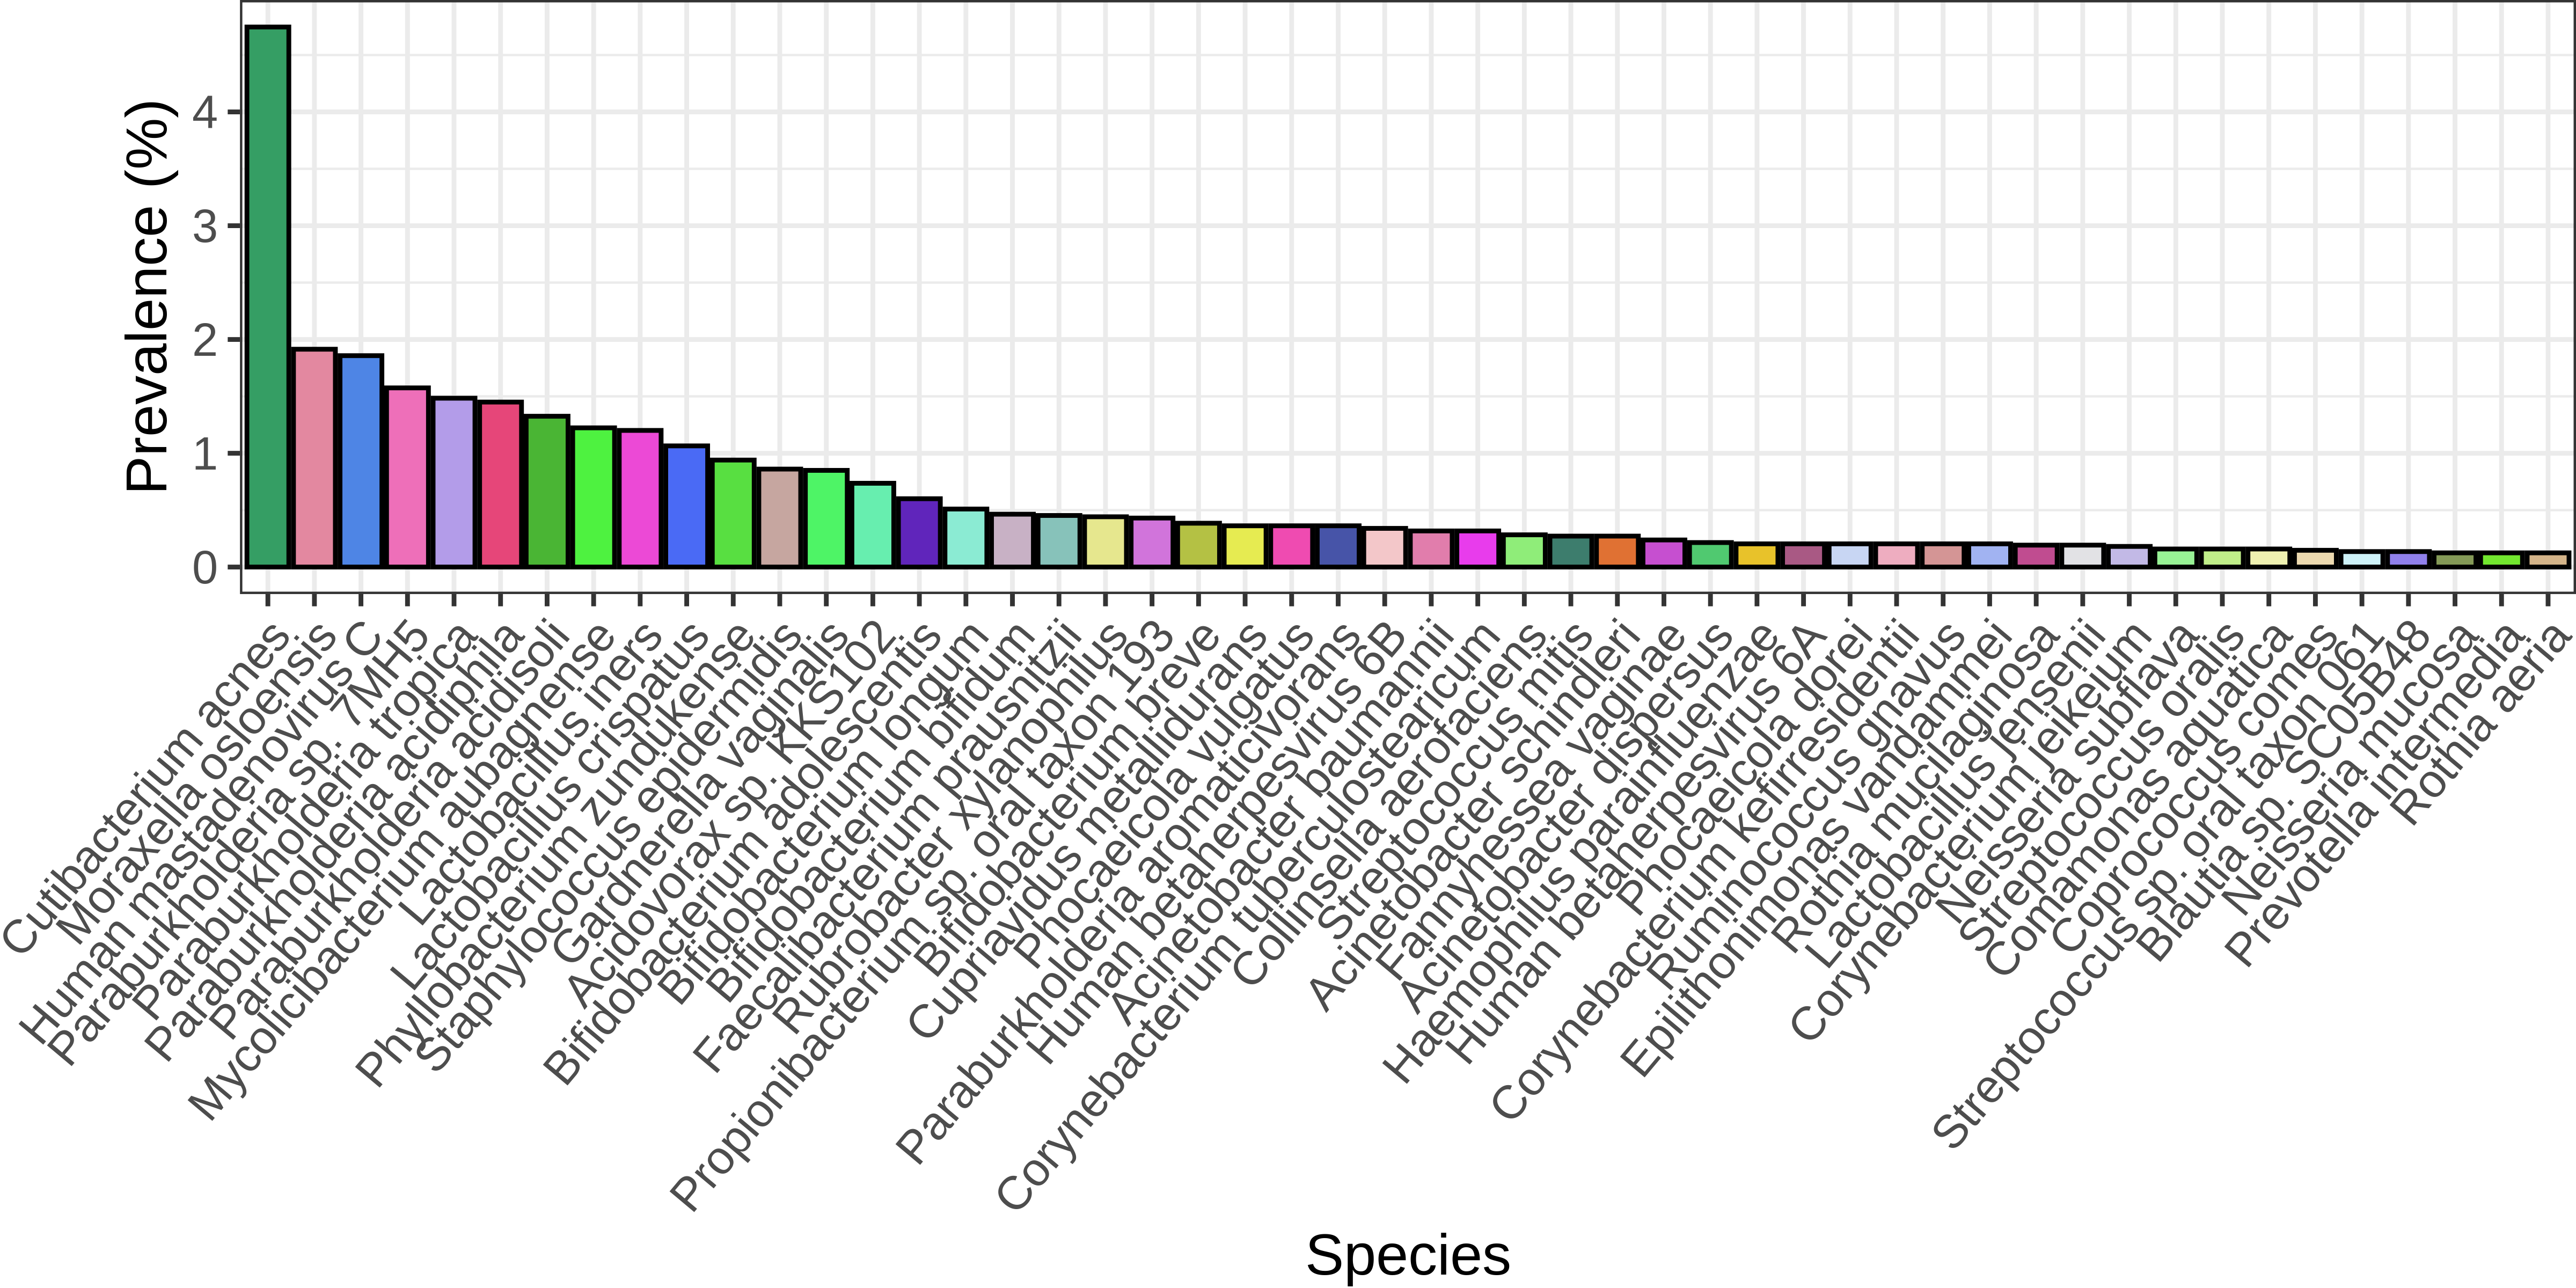 Prevalence (%)
4
3
2
1
0
Cutibacterium acnes
Moraxella osloensis
Human mastadenovirus C
Paraburkholderia sp. 7MH5
Paraburkholderia tropica
Paraburkholderia acidiphila
Paraburkholderia acidisoli
Mycolicibacterium aubagnense
Lactobacillus iners
Lactobacillus crispatus
Phyllobacterium zundukense
Staphylococcus epidermidis
Gardnerella vaginalis
Acidovorax sp. KKS102
Bifidobacterium adolescentis
Bifidobacterium longum
Bifidobacterium bifidum
Faecalibacterium prausnitzii
Rubrobacter xylanophilus
Propionibacterium sp. oral taxon 193
Bifidobacterium breve
Cupriavidus metallidurans
Phocaeicola vulgatus
Paraburkholderia aromaticivorans
Human betaherpesvirus 6B
Acinetobacter baumannii
Corynebacterium tuberculostearicum
Collinsella aerofaciens
Streptococcus mitis
Acinetobacter schindleri
Fannyhessea vaginae
Acinetobacter dispersus
Haemophilus parainfluenzae
Human betaherpesvirus 6A
Phocaeicola dorei
Corynebacterium kefirresidentii
Ruminococcus gnavus
Epilithonimonas vandammei
Rothia mucilaginosa
Lactobacillus jensenii
Corynebacterium jeikeium
Neisseria subflava
Streptococcus oralis
Comamonas aquatica
Coprococcus comes
Streptococcus sp. oral taxon 061
Blautia sp. SC05B48
Neisseria mucosa
Prevotella intermedia
Rothia aeria
Species